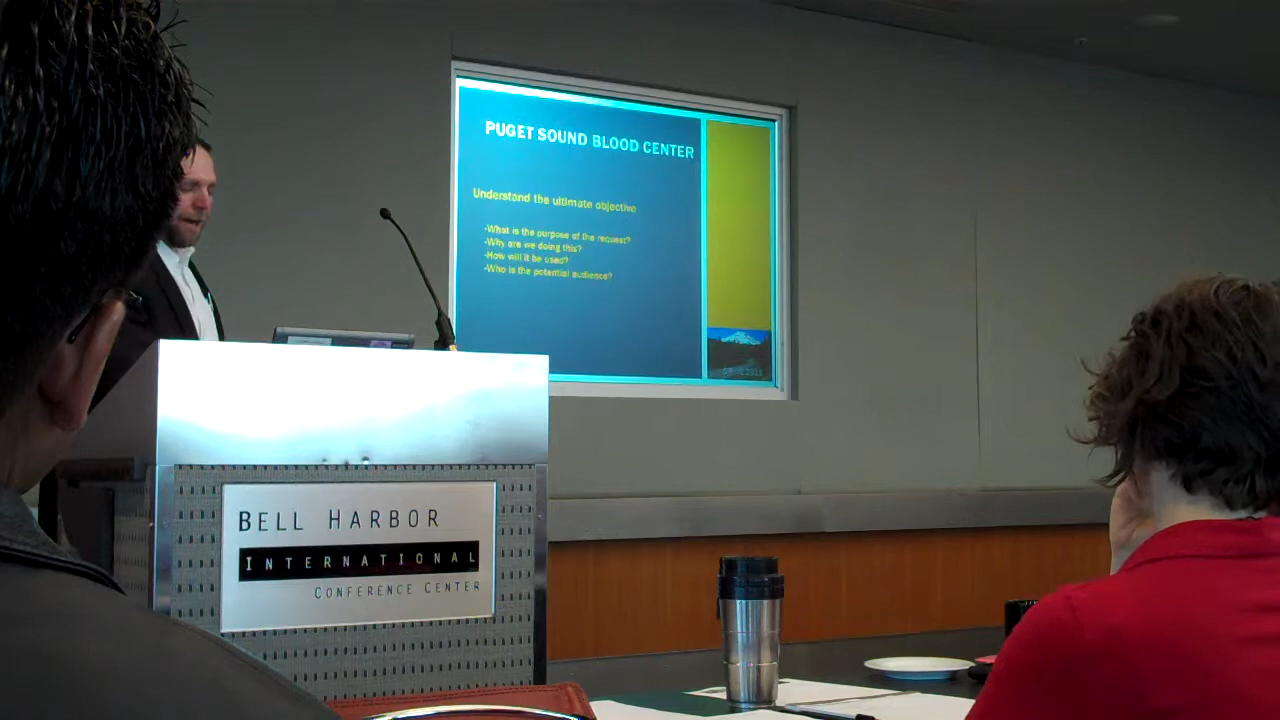 PUGET SOUND BLOOD CENTER
Understand the ultimate objective
-What is the purpose of the request?
-Why are we doing this?
-How will it be used?
-Who is the potential audience?
BELL HARBOR
INTERNATIONAL
CONFERENCE CENTER